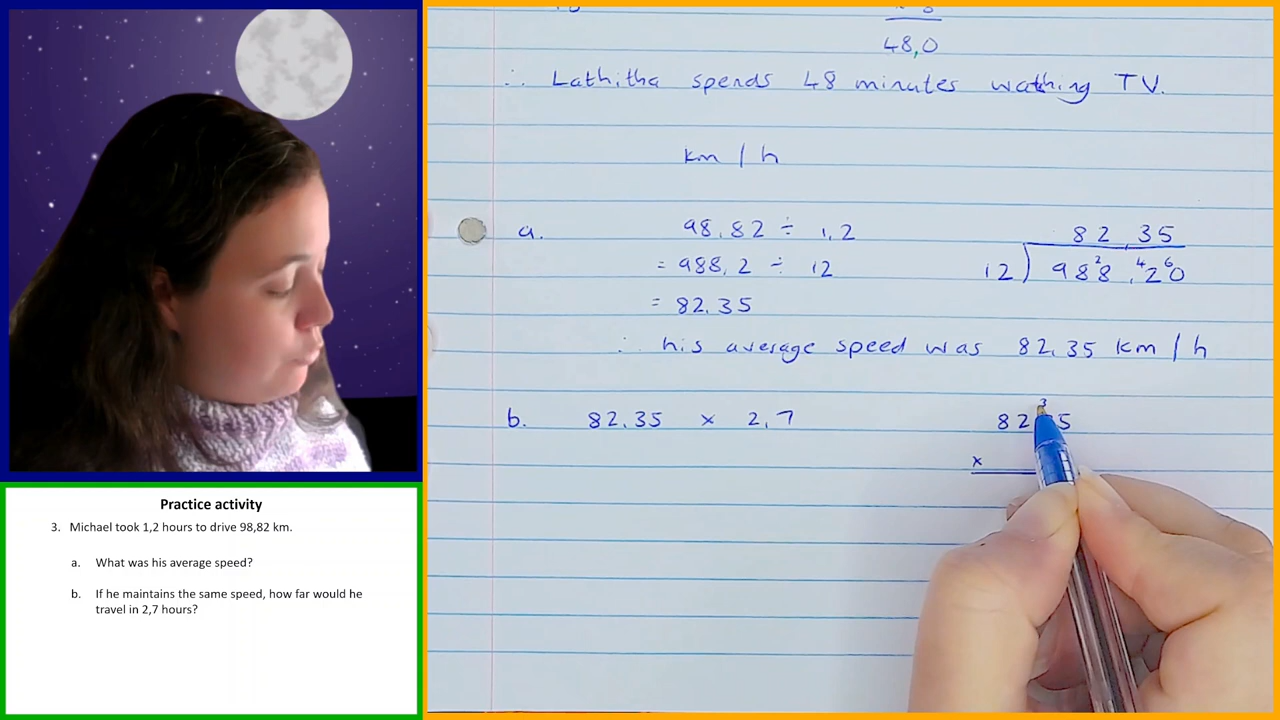 48,0
∴ Lathitha spends 48 minutes watching TV.
km / h
a. 98,82 ÷ 1,2
= 988,2 ÷ 12
= 82,35
82,35
12 ) 98²8,⁴2⁶0
∴ his average speed was 82,35 km / h
b. 82,35 × 2,7
3
82 5
×
Practice activity
3. Michael took 1,2 hours to drive 98,82 km.
a. What was his average speed?
b. If he maintains the same speed, how far would he
travel in 2,7 hours?